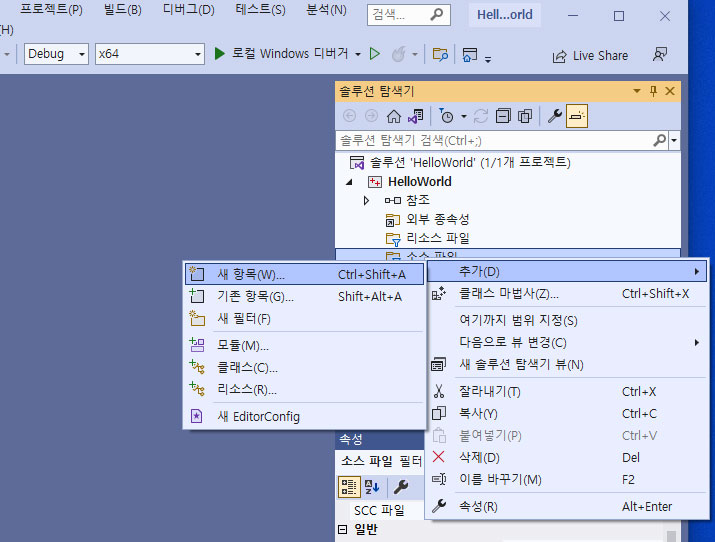 프로젝트(P) 빌드(B) 디버그(D) 테스트(S) 분석(N) 검색... Hell...orld
(H)
Debug x64 로컬 Windows 디버거 Live Share
솔루션 탐색기
솔루션 탐색기 검색(Ctrl+;)
솔루션 'HelloWorld' (1/1개 프로젝트)
HelloWorld
참조
외부 종속성
리소스 파일
소스 파일
새 항목(W)... Ctrl+Shift+A
기존 항목(G)... Shift+Alt+A
새 필터(F)
모듈(M)...
클래스(C)...
리소스(R)...
새 EditorConfig
추가(D)
클래스 마법사(Z)... Ctrl+Shift+X
여기까지 범위 지정(S)
다음으로 뷰 변경(C)
새 솔루션 탐색기 뷰(N)
잘라내기(T) Ctrl+X
복사(Y) Ctrl+C
붙여넣기(P) Ctrl+V
삭제(D) Del
이름 바꾸기(M) F2
속성(R) Alt+Enter
속성
소스 파일 필터
SCC 파일
일반